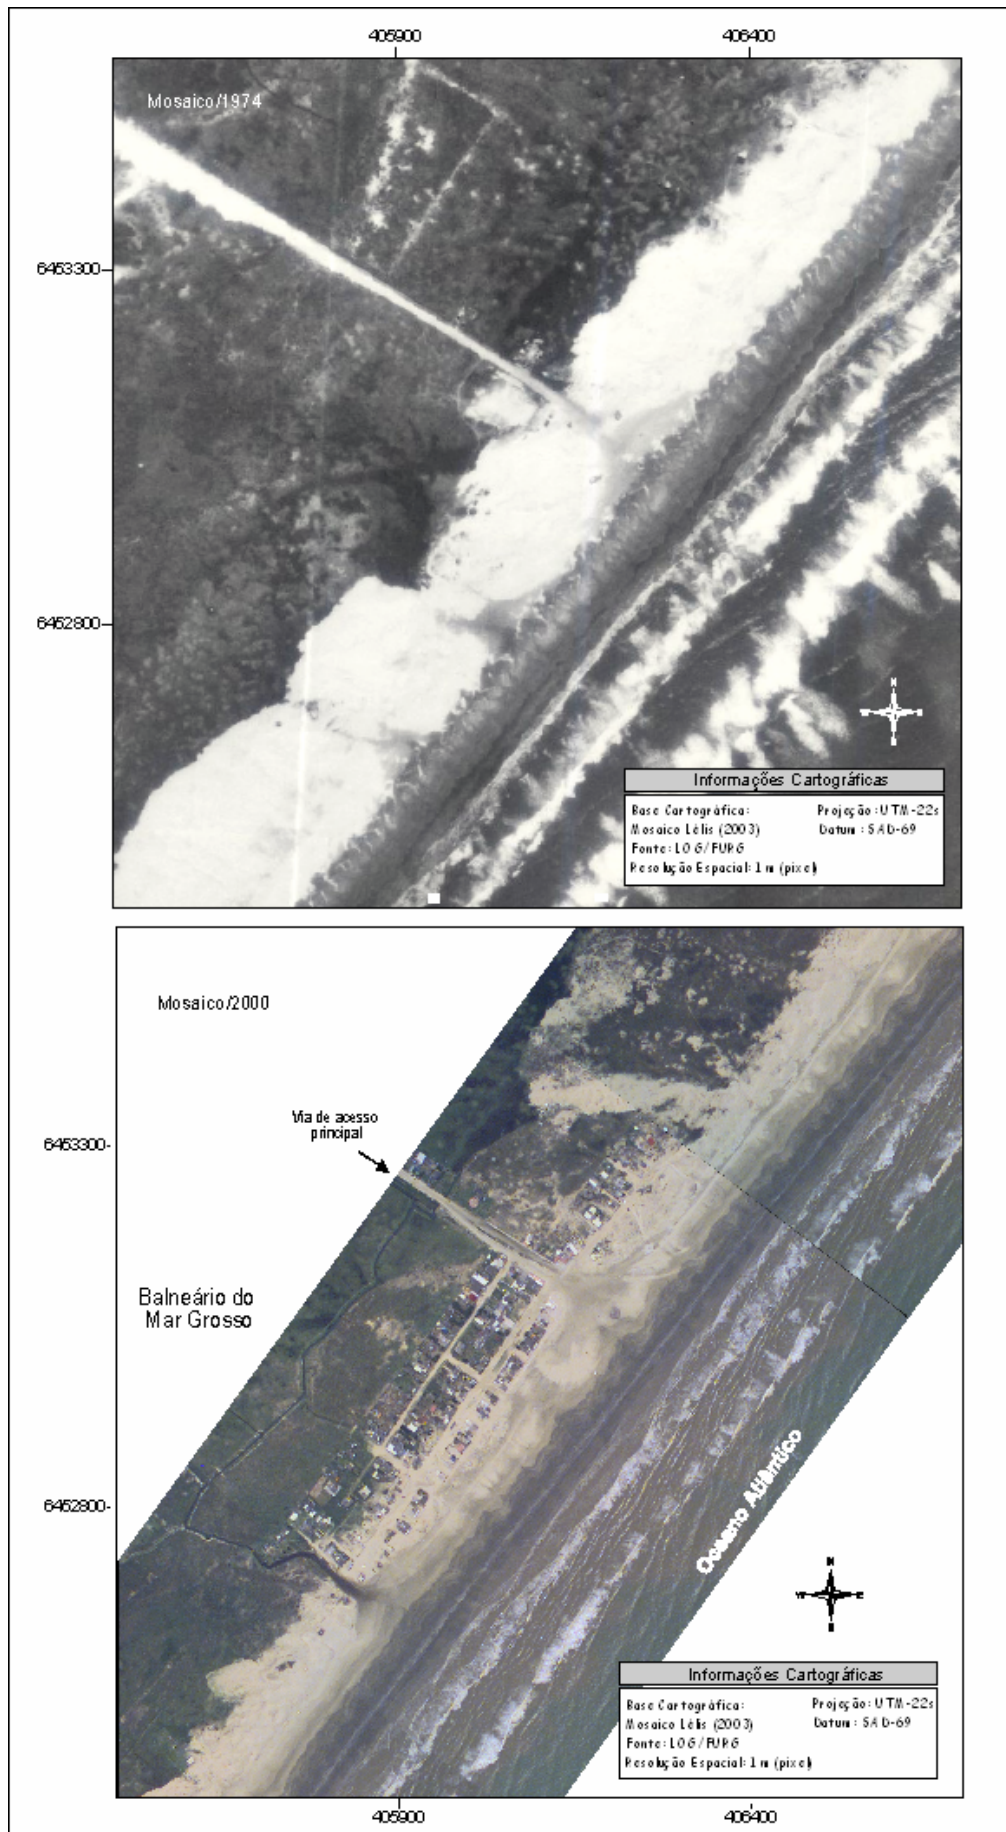 405900 406400
Mosaico/1974
6453300
6452800
N
Informações Cartográficas
Base Cartográfica: Projeção: UTM-22s
Mosaico Lélis (2003) Datum : SAD-69
Fonte: LOG/FURG
Resolução Espacial: 1 m (pixel)
Mosaico/2000
Via de acesso
principal
6453300
Balneário do
Mar Grosso
6452800
Oceano Atlântico
N
Informações Cartográficas
Base Cartográfica: Projeção: UTM-22s
Mosaico Lélis (2003) Datum : SAD-69
Fonte: LOG/FURG
Resolução Espacial: 1 m (pixel)
405900 406400